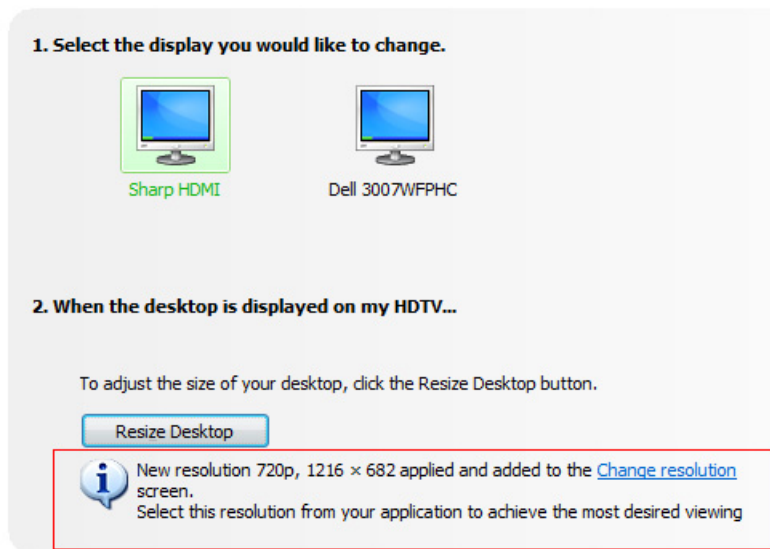 1. Select the display you would like to change.
Sharp HDMI
Dell 3007WFPHC
2. When the desktop is displayed on my HDTV...
To adjust the size of your desktop, click the Resize Desktop button.
Resize Desktop
New resolution 720p, 1216 × 682 applied and added to the Change resolution
screen.
Select this resolution from your application to achieve the most desired viewing